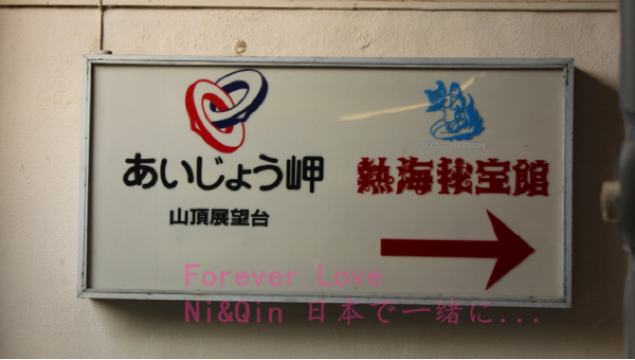 あいじょう岬
山頂展望台
熱海秘宝館
Forever Love
Ni&Qin 日本で一緒に...